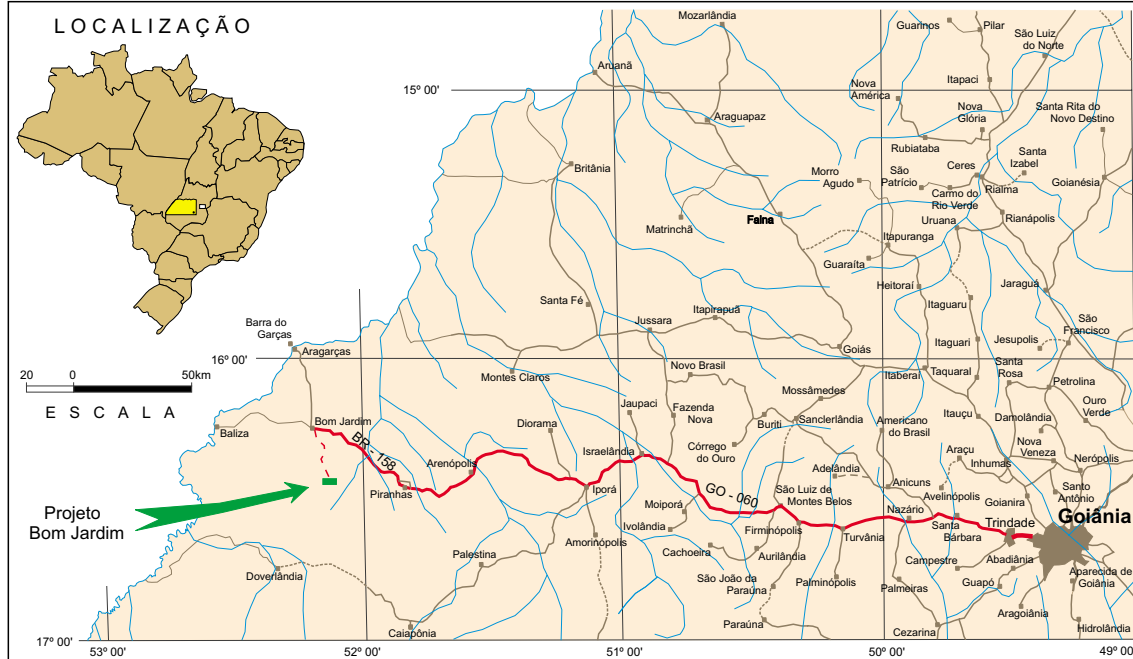 LOCALIZAÇÃO
Mozarlândia
Guarinos
Pilar
São Luiz
do Norte
Aruanã
15º 00'
Nova
América
Itapaci
Nova
Glória
Santa Rita do
Novo Destino
Araguapaz
Rubiataba
Britânia
Morro
Agudo
São
Patrício
Ceres
Santa
Izabel
Rialma
Goianésia
Carmo do
Rio Verde
Matrinchã
Faina
Uruana
Rianápolis
Itapuranga
Guaraíta
Heitoraí
Jaraguá
Itaguaru
Santa Fé
Itapirapuã
Jussara
São
Francisco
Barra do
Garças
Aragarças
Goiás
Itaguari
Jesupolis
16º 00'
Santa
Rosa
20 0 50km
ESCALA
Montes Claros
Novo Brasil
Mossâmedes
Itaberaí
Taquaral
Petrolina
Ouro
Verde
Baliza
Bom Jardim
Diorama
Jaupaci
Fazenda
Nova
Buriti
Sanclerlândia
Americano
do Brasil
Itauçu
Damolândia
BR - 158
Arenópolis
Israelândia
Córrego
do Ouro
Adelândia
Araçu
Inhumas
Nova
Veneza
Nerópolis
Piranhas
Iporá
GO - 060
São Luiz de
Montes Belos
Anicuns
Avelinópolis
Goianira
Santo
Antônio
Projeto
Bom Jardim
Moiporá
Ivolândia
Firminópolis
Turvânia
Nazário
Santa
Bárbara
Trindade
Goiânia
Amorinópolis
Cachoeira
Aurilândia
Palestina
Doverlândia
São João da
Paraúna
Palminópolis
Palmeiras
Campestre
Abadiânia
Guapó
Aparecida de
Goiânia
Aragoiânia
Caiapônia
Paraúna
Cezarina
Hidrolândia
17º 00'
53º 00'
52º 00'
51º 00'
50º 00'
49º 00'